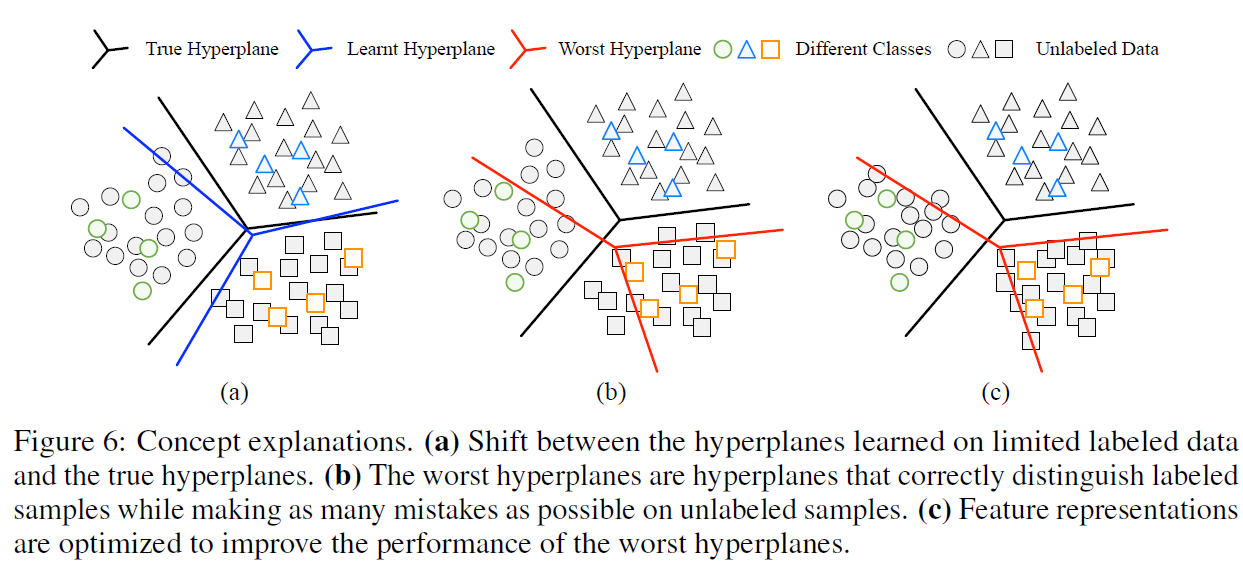 True Hyperplane Learnt Hyperplane Worst Hyperplane Different Classes Unlabeled Data
(a) (b) (c)
Figure 6: Concept explanations. (a) Shift between the hyperplanes learned on limited labeled data
and the true hyperplanes. (b) The worst hyperplanes are hyperplanes that correctly distinguish labeled
samples while making as many mistakes as possible on unlabeled samples. (c) Feature representations
are optimized to improve the performance of the worst hyperplanes.